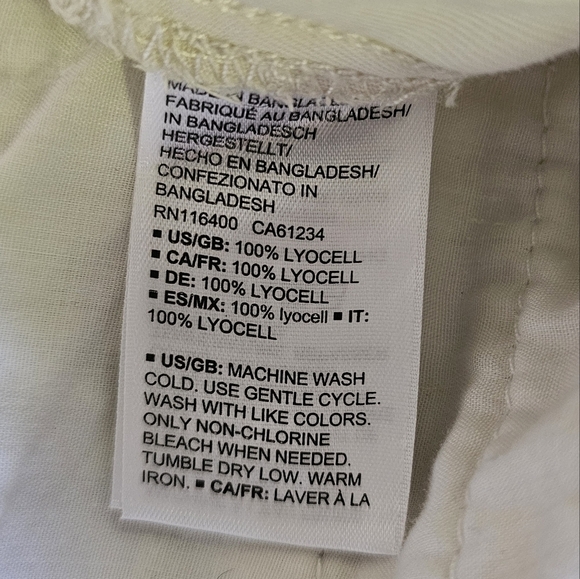 MADE IN BANGLADESH/
FABRIQUÉ AU BANGLADESH/
IN BANGLADESCH
HERGESTELLT/
HECHO EN BANGLADESH/
CONFEZIONATO IN
BANGLADESH
RN116400 CA61234
▪ US/GB: 100% LYOCELL
▪ CA/FR: 100% LYOCELL
▪ DE: 100% LYOCELL
▪ ES/MX: 100% lyocell ▪ IT:
100% LYOCELL
▪ US/GB: MACHINE WASH
COLD. USE GENTLE CYCLE.
WASH WITH LIKE COLORS.
ONLY NON-CHLORINE
BLEACH WHEN NEEDED.
TUMBLE DRY LOW. WARM
IRON. ▪ CA/FR: LAVER À LA